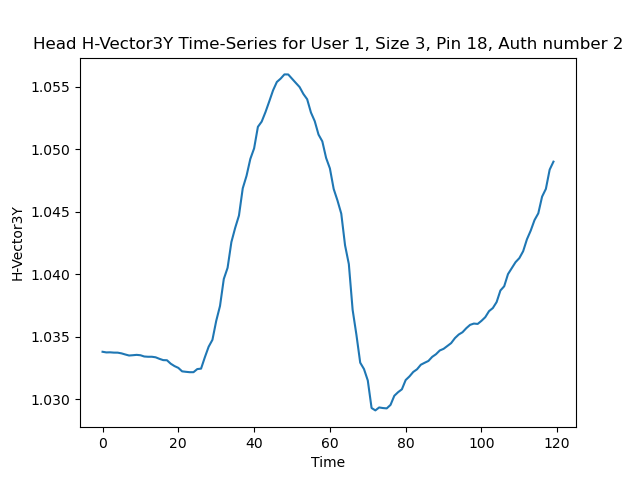 Head H-Vector3Y Time-Series for User 1, Size 3, Pin 18, Auth number 2
1.055
1.050
1.045
1.040
1.035
1.030
H-Vector3Y
0 20 40 60 80 100 120
Time